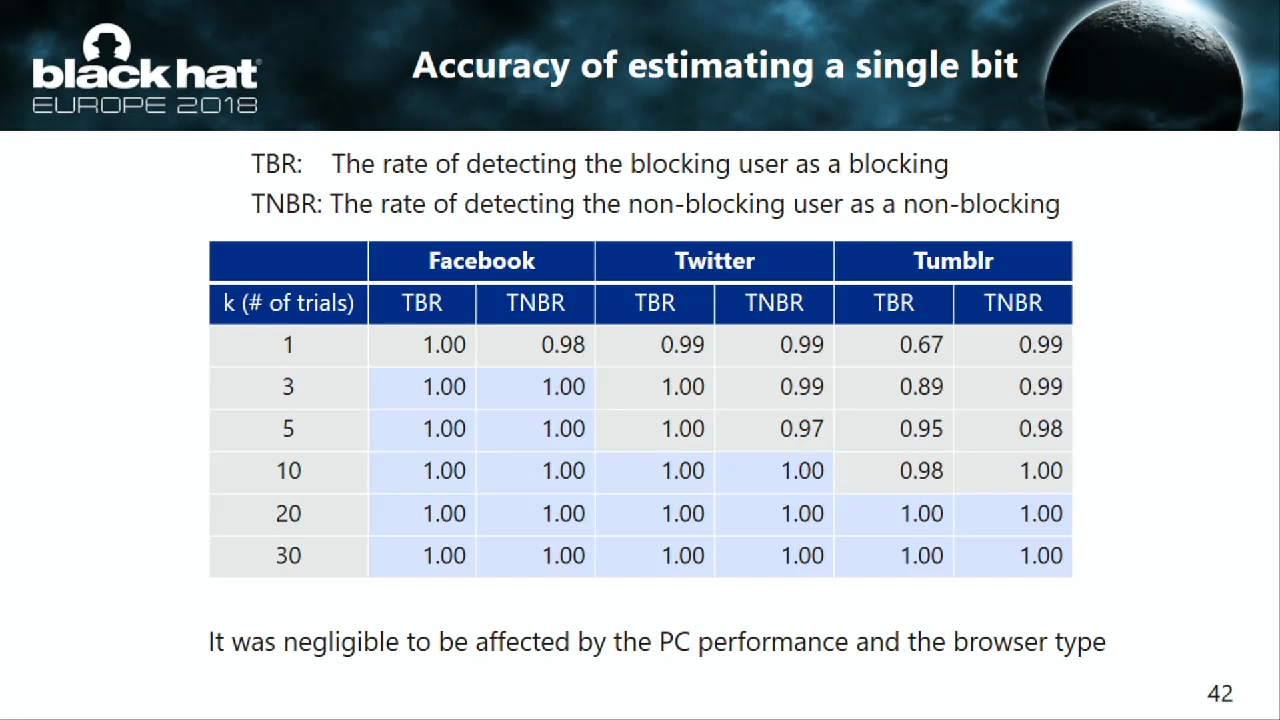 black hat
EUROPE 2018
Accuracy of estimating a single bit
TBR: The rate of detecting the blocking user as a blocking
TNBR: The rate of detecting the non-blocking user as a non-blocking
Facebook Twitter Tumblr
k (# of trials) TBR TNBR TBR TNBR TBR TNBR
1 1.00 0.98 0.99 0.99 0.67 0.99
3 1.00 1.00 1.00 0.99 0.89 0.99
5 1.00 1.00 1.00 0.97 0.95 0.98
10 1.00 1.00 1.00 1.00 0.98 1.00
20 1.00 1.00 1.00 1.00 1.00 1.00
30 1.00 1.00 1.00 1.00 1.00 1.00
It was negligible to be affected by the PC performance and the browser type
42